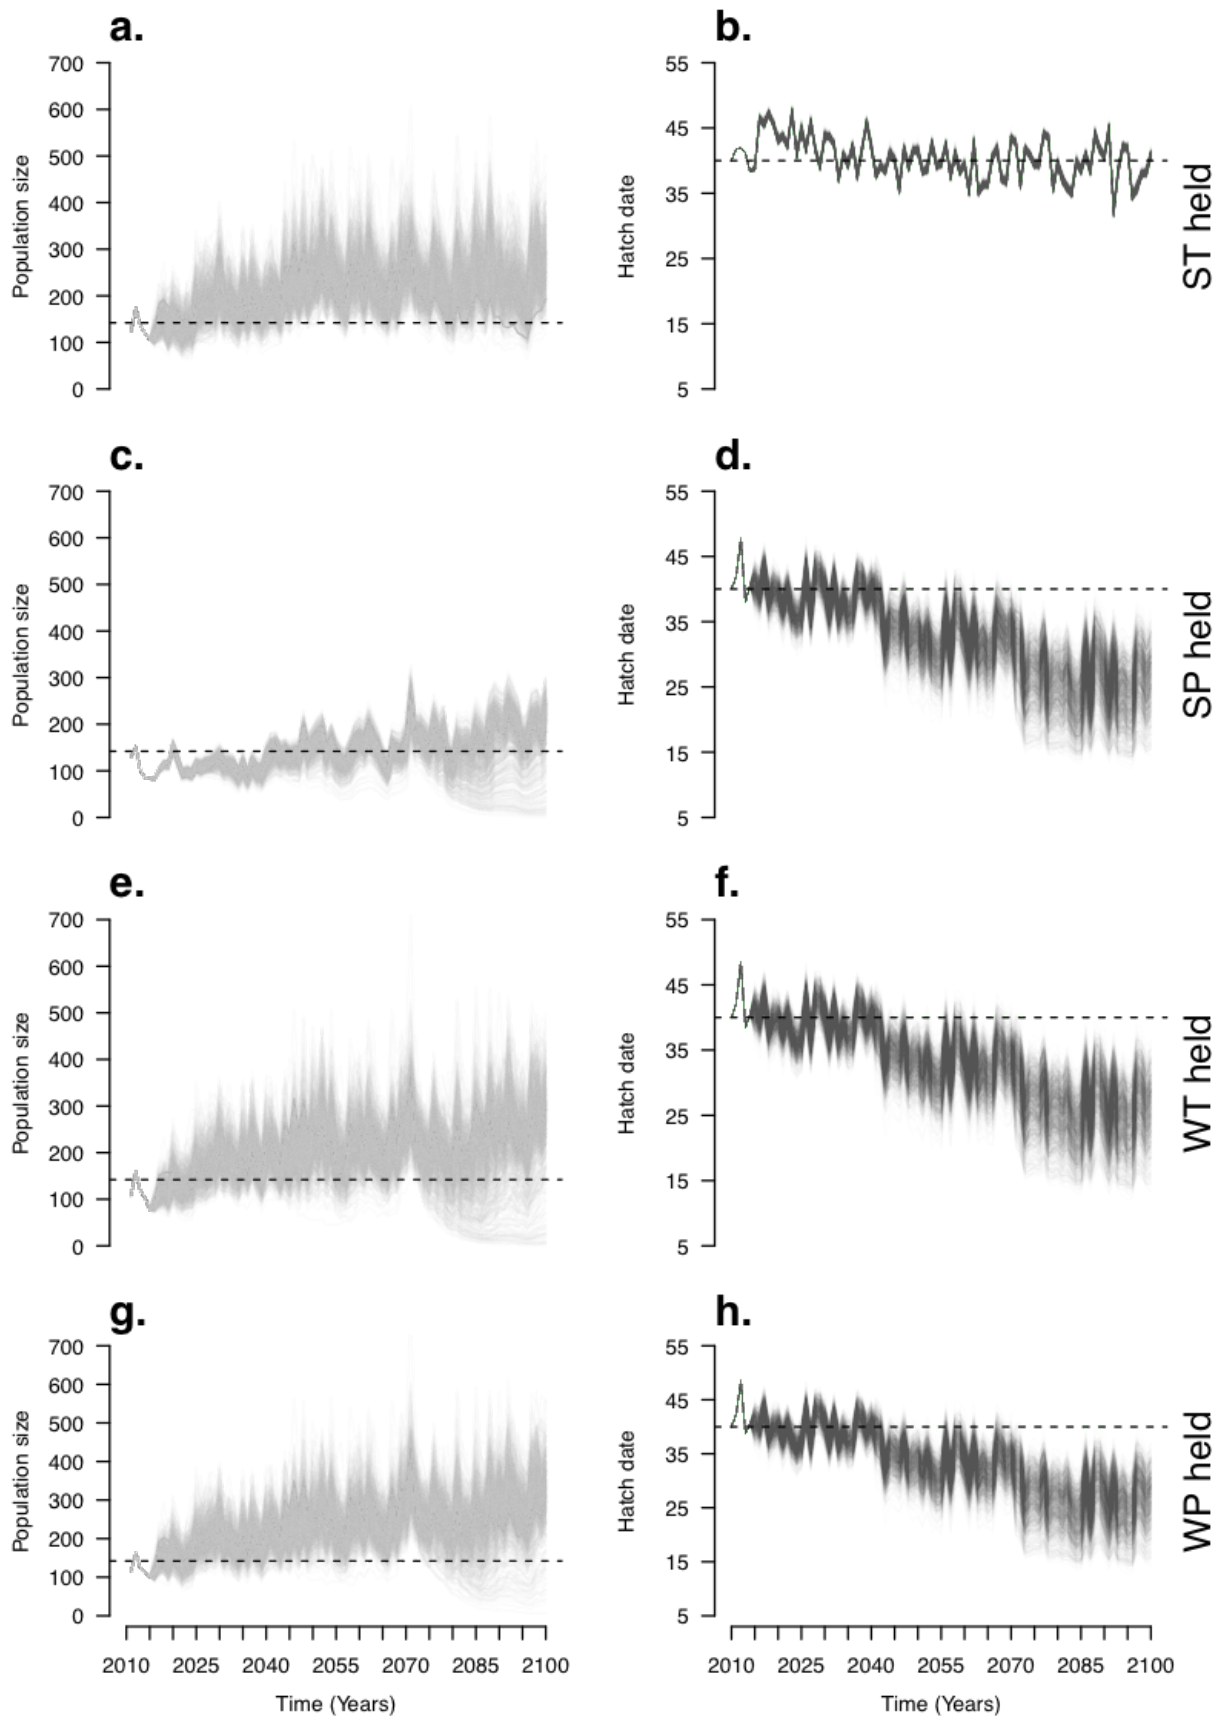 a.
700
600
500
400
300
200
100
0
Population size
b.
55
45
35
25
15
5
Hatch date
ST held
c.
700
600
500
400
300
200
100
0
Population size
d.
55
45
35
25
15
5
Hatch date
SP held
e.
700
600
500
400
300
200
100
0
Population size
f.
55
45
35
25
15
5
Hatch date
WT held
g.
700
600
500
400
300
200
100
0
Population size
2010 2025 2040 2055 2070 2085 2100
Time (Years)
h.
55
45
35
25
15
5
Hatch date
WP held
2010 2025 2040 2055 2070 2085 2100
Time (Years)